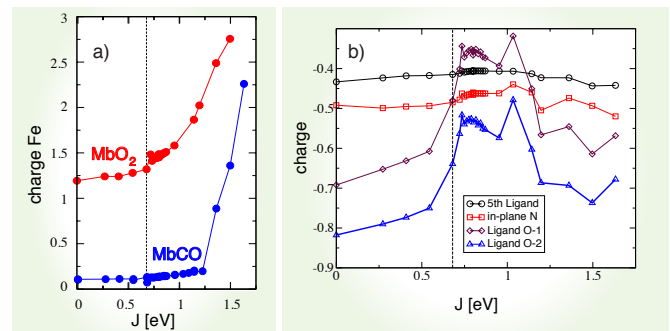 a)
charge Fe
3
2.5
2
1.5
1
0.5
0
MbO2
MbCO
0 0.5 1 1.5
J [eV]
b)
charge
-0.4
-0.5
-0.6
-0.7
-0.8
-0.9
5th Ligand
in-plane N
Ligand O-1
Ligand O-2
0 0.5 1 1.5
J [eV]